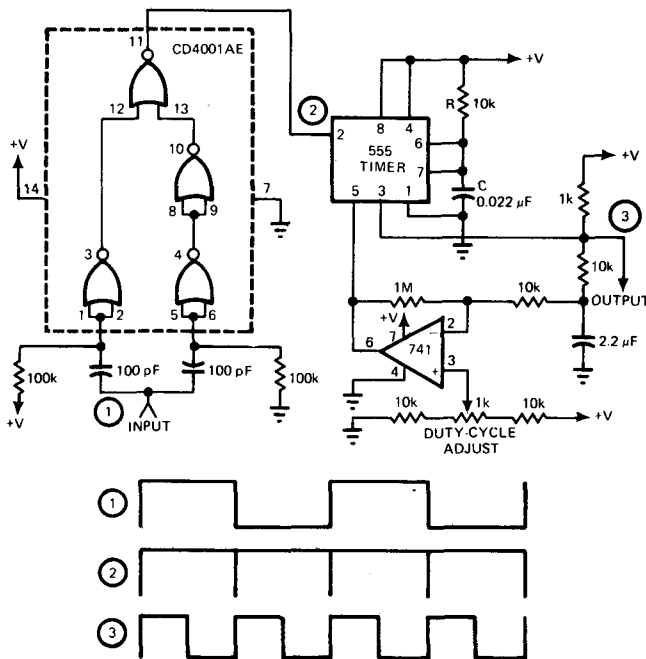 11
CD4001AE
12
13
10
+V
14
7
8
9
3
4
1
2
5
6
100k
100 pF
100 pF
100k
+V
1
INPUT
2
+V
R
10k
2
8
4
555
TIMER
6
7
5
3
1
C
0.022 µF
+V
1k
3
10k
OUTPUT
1M
10k
+V
7
2
−
6
741
2.2 µF
4
3
+
10k
1k
10k
+V
DUTY-CYCLE
ADJUST
1
2
3